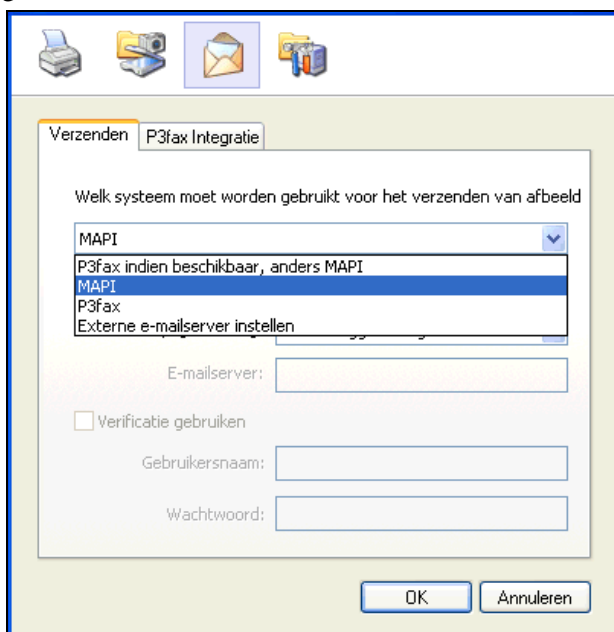 Verzenden P3fax Integratie
Welk systeem moet worden gebruikt voor het verzenden van afbeeld
MAPI
P3fax indien beschikbaar, anders MAPI
MAPI
P3fax
Externe e-mailserver instellen
E-mailserver:
Verificatie gebruiken
Gebruikersnaam:
Wachtwoord:
OK Annuleren